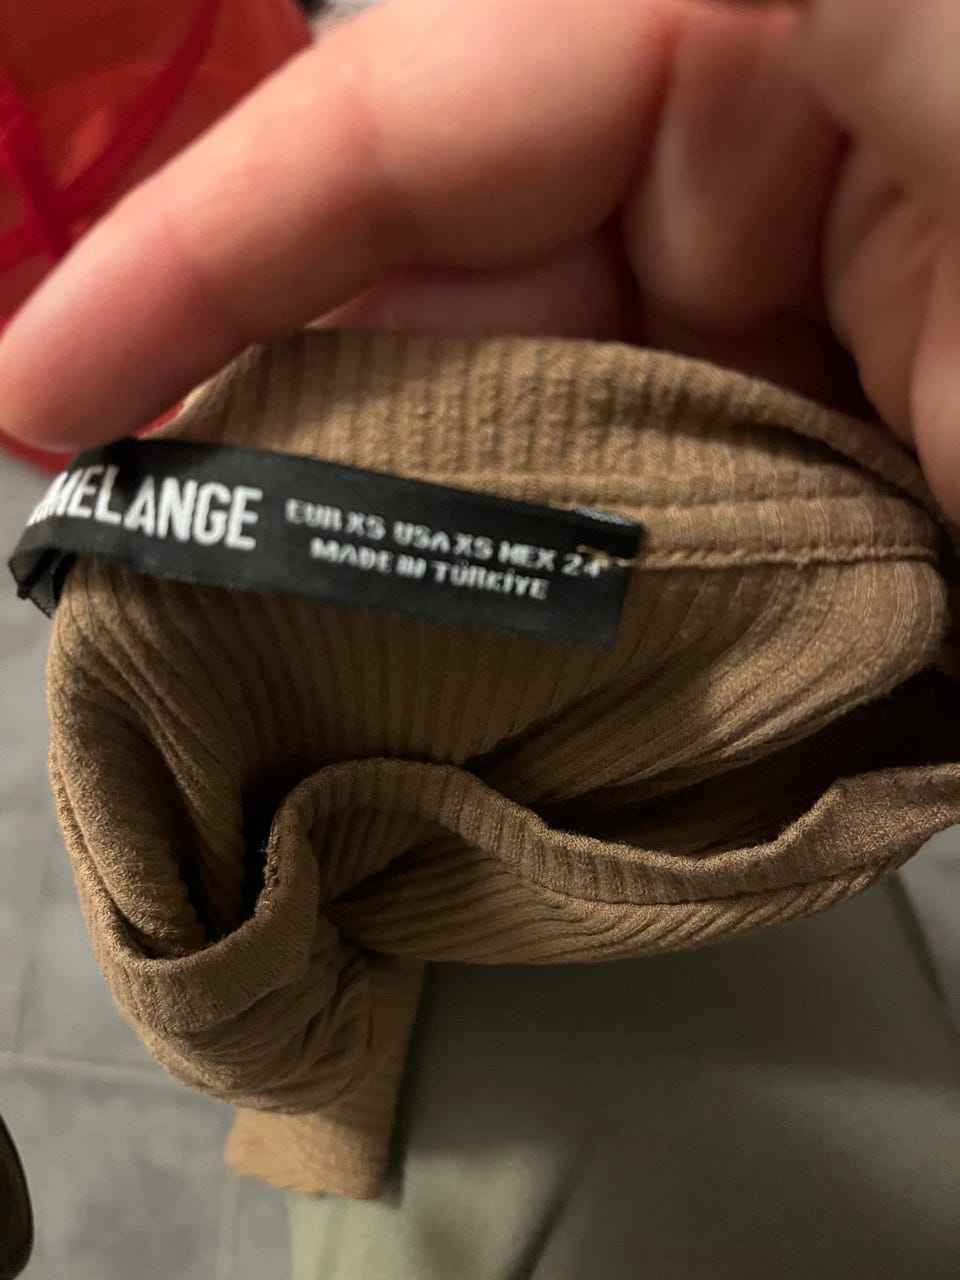 MELANGE
EUR XS USA XS MEX 24
MADE IN TÜRKİYE